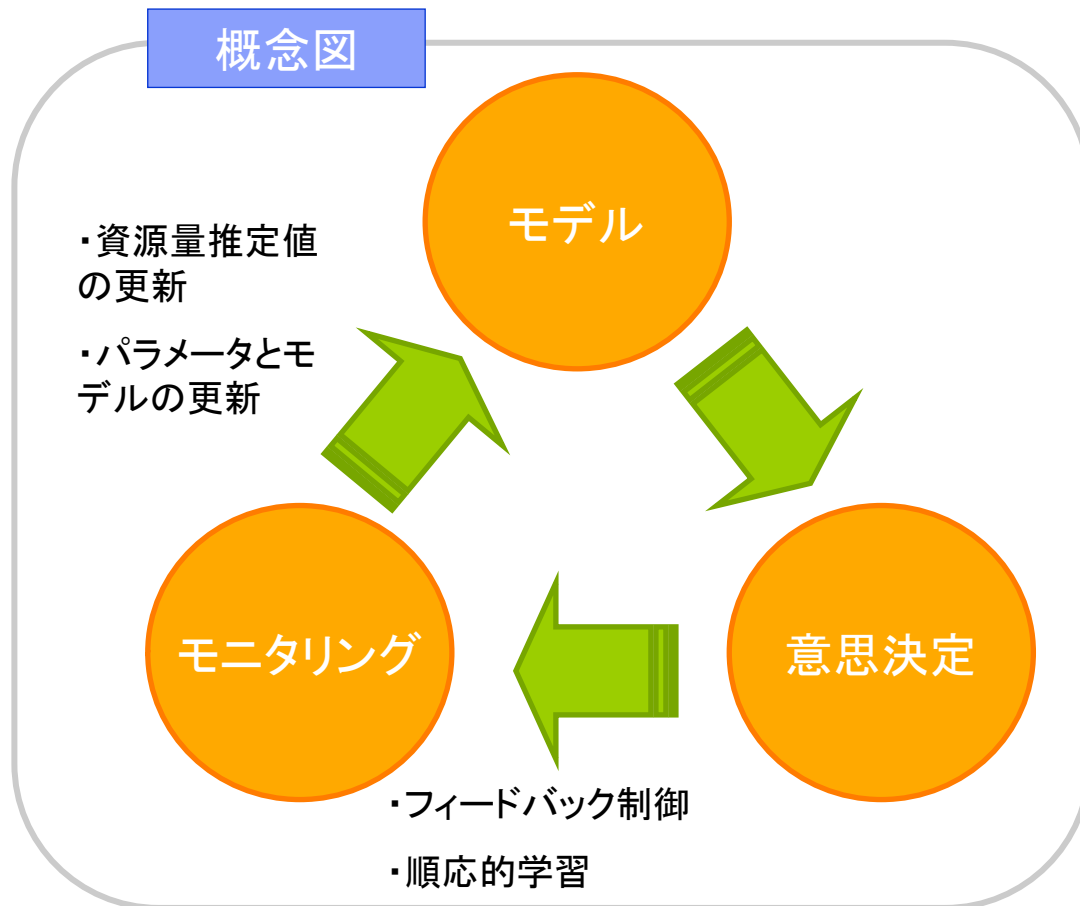 概念図
モデル
・資源量推定値
の更新
・パラメータとモ
デルの更新
モニタリング
意思決定
・フィードバック制御
・順応的学習